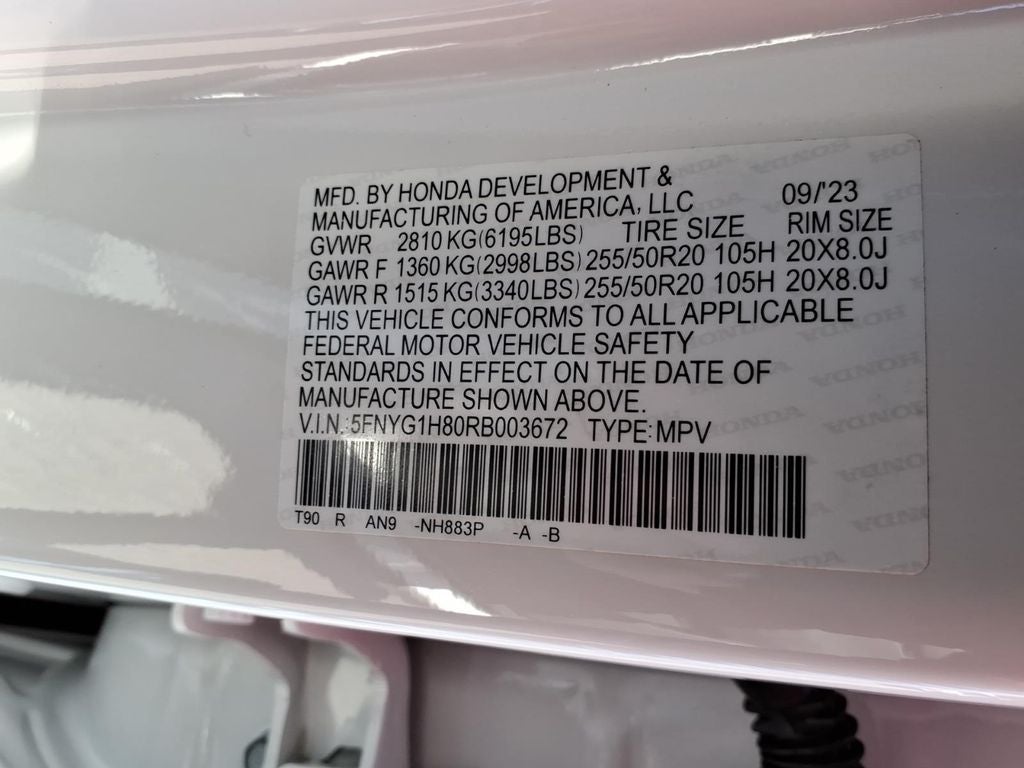 MFD. BY HONDA DEVELOPMENT &
MANUFACTURING OF AMERICA, LLC 09/'23
GVWR 2810 KG(6195LBS) TIRE SIZE RIM SIZE
GAWR F 1360 KG(2998LBS) 255/50R20 105H 20X8.0J
GAWR R 1515 KG(3340LBS) 255/50R20 105H 20X8.0J
THIS VEHICLE CONFORMS TO ALL APPLICABLE
FEDERAL MOTOR VEHICLE SAFETY
STANDARDS IN EFFECT ON THE DATE OF
MANUFACTURE SHOWN ABOVE.
V.I.N.:5FNYG1H80RB003672 TYPE:MPV
T90 R AN9 -NH883P -A -B